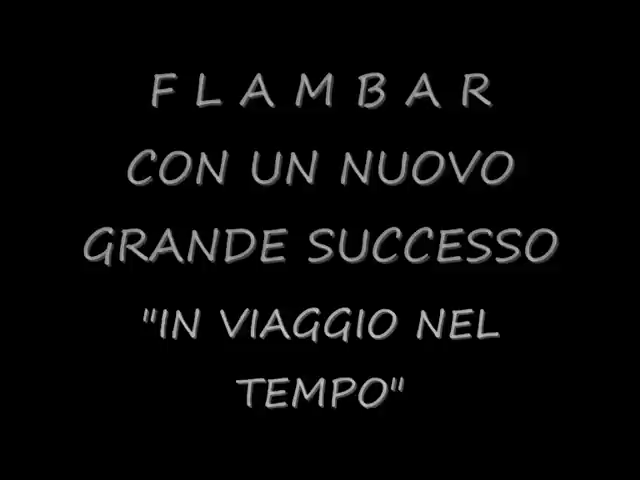 F L A M B A R
CON UN NUOVO
GRANDE SUCCESSO
"IN VIAGGIO NEL
TEMPO"